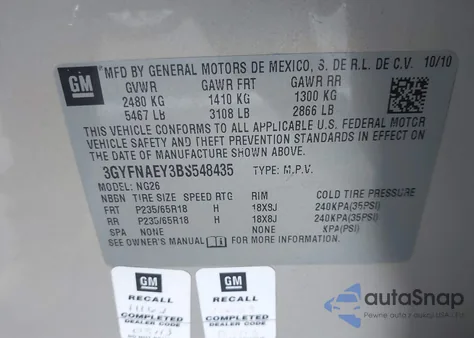 GM
MFD BY GENERAL MOTORS DE MEXICO, S. DE R.L. DE C.V. 10/10
GVWR GAWR FRT GAWR RR
2480 KG 1410 KG 1300 KG
5467 LB 3108 LB 2866 LB
THIS VEHICLE CONFORMS TO ALL APPLICABLE U.S. FEDERAL MOTOR
VEHICLE SAFETY AND THEFT PREVENTION STANDARDS IN EFFECT ON
THE DATE OF MANUFACTURE SHOWN ABOVE.
3GYFNAEY3BS548435 TYPE: M.P.V.
MODEL: NG26
NBSN TIRE SIZE SPEED RTG RIM
FRT P235/65R18 H 18X8J 240KPA(35PSI)
RR P235/65R18 H 18X8J 240KPA(35PSI)
SPA NONE NONE KPA(PSI)
SEE OWNER'S MANUAL FOR MORE INFORMATION.
GM GM
RECALL RECALL
COMPLETED COMPLETED
DEALER CODE DEALER CODE
autoSnap
Pewne auta z